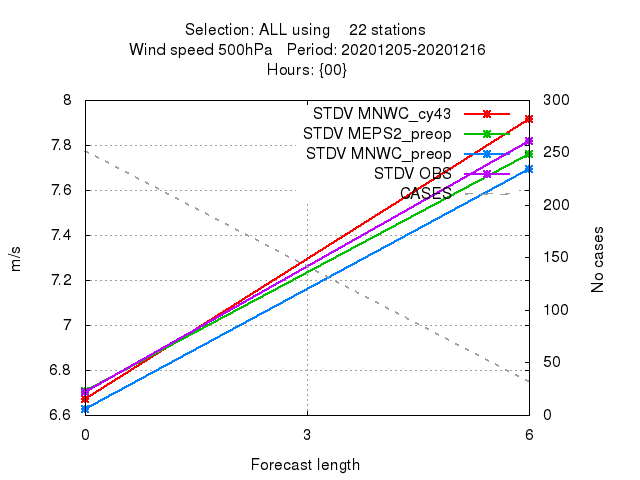 Selection: ALL using 22 stations
Wind speed 500hPa Period: 20201205-20201216
Hours: {00}
8 300
STDV MNWC_cy43
STDV MEPS2_preop
7.8 250
STDV MNWC_preop
STDV OBS
7.6 CASES 200
7.4
m/s 7.2 150 No cases
7 100
6.8 50
6.6 0
0 3 6
Forecast length